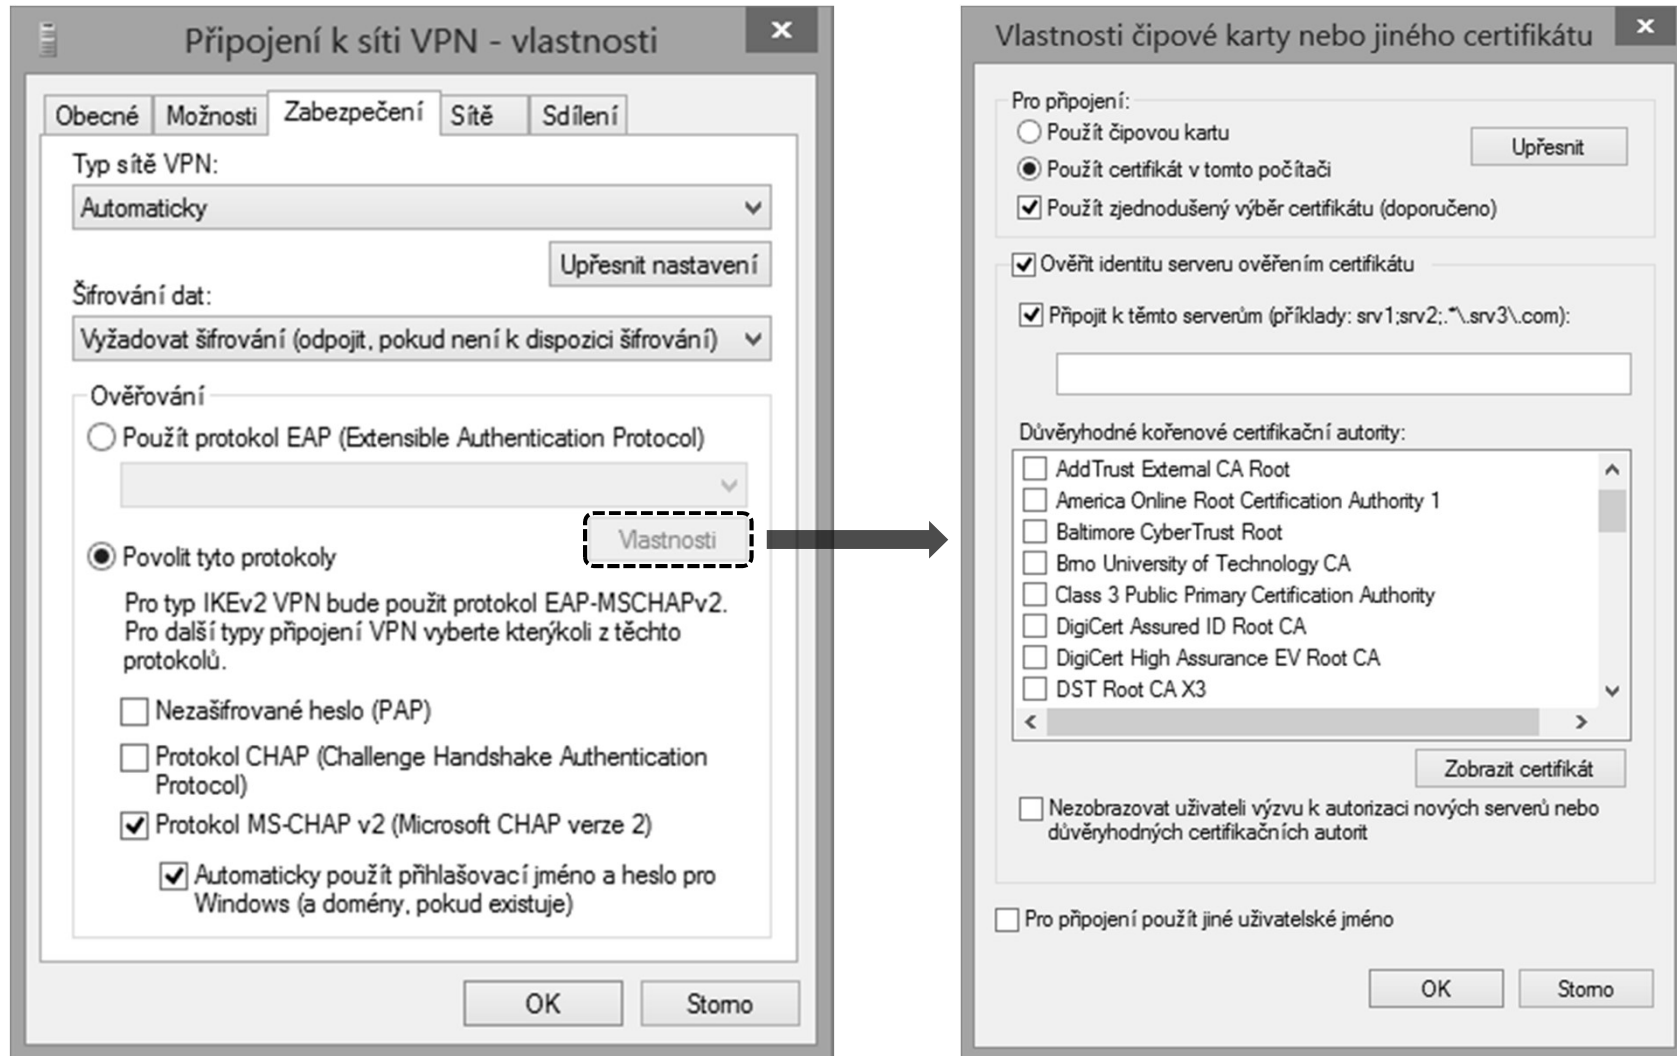 Připojení k síti VPN - vlastnosti
Obecné
Možnosti
Zabezpečení
Sítě
Sdílení
Typ sítě VPN:
Automaticky
Upřesnit nastavení
Šifrování dat:
Vyžadovat šifrování (odpojit, pokud není k dispozici šifrování)
Ověřování
Použít protokol EAP (Extensible Authentication Protocol)
Vlastnosti
Povolit tyto protokoly
Pro typ IKEv2 VPN bude použit protokol EAP-MSCHAPv2.
Pro další typy připojení VPN vyberte kterýkoli z těchto
protokolů.
Nezašifrované heslo (PAP)
Protokol CHAP (Challenge Handshake Authentication
Protocol)
Protokol MS-CHAP v2 (Microsoft CHAP verze 2)
Automaticky použít přihlašovací jméno a heslo pro
Windows (a domény, pokud existuje)
OK
Storno
Vlastnosti čipové karty nebo jiného certifikátu
Pro připojení:
Použít čipovou kartu
Upřesnit
Použít certifikát v tomto počítači
Použít zjednodušený výběr certifikátu (doporučeno)
Ověřit identitu serveru ověřením certifikátu
Připojit k těmto serverům (příklady: srv1;srv2;.*\.srv3\.com):
Důvěryhodné kořenové certifikační autority:
AddTrust External CA Root
America Online Root Certification Authority 1
Baltimore CyberTrust Root
Brno University of Technology CA
Class 3 Public Primary Certification Authority
DigiCert Assured ID Root CA
DigiCert High Assurance EV Root CA
DST Root CA X3
Zobrazit certifikát
Nezobrazovat uživateli výzvu k autorizaci nových serverů nebo
důvěryhodných certifikačních autorit
Pro připojení použít jiné uživatelské jméno
OK
Storno